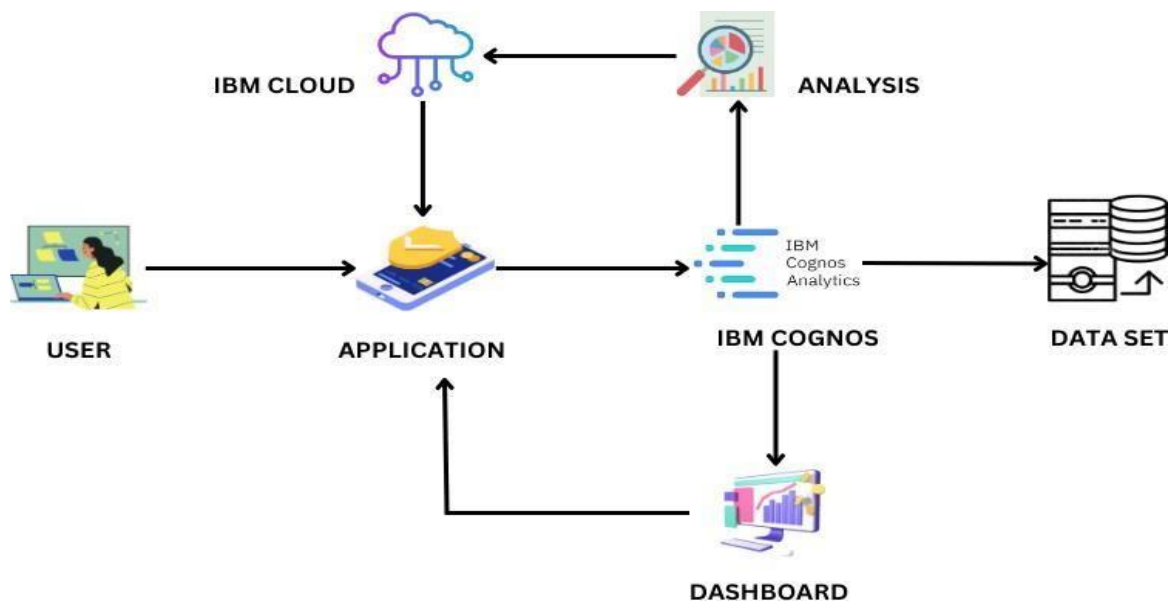 IBM CLOUD
ANALYSIS
IBM
Cognos
Analytics
USER
APPLICATION
IBM COGNOS
DATA SET
DASHBOARD